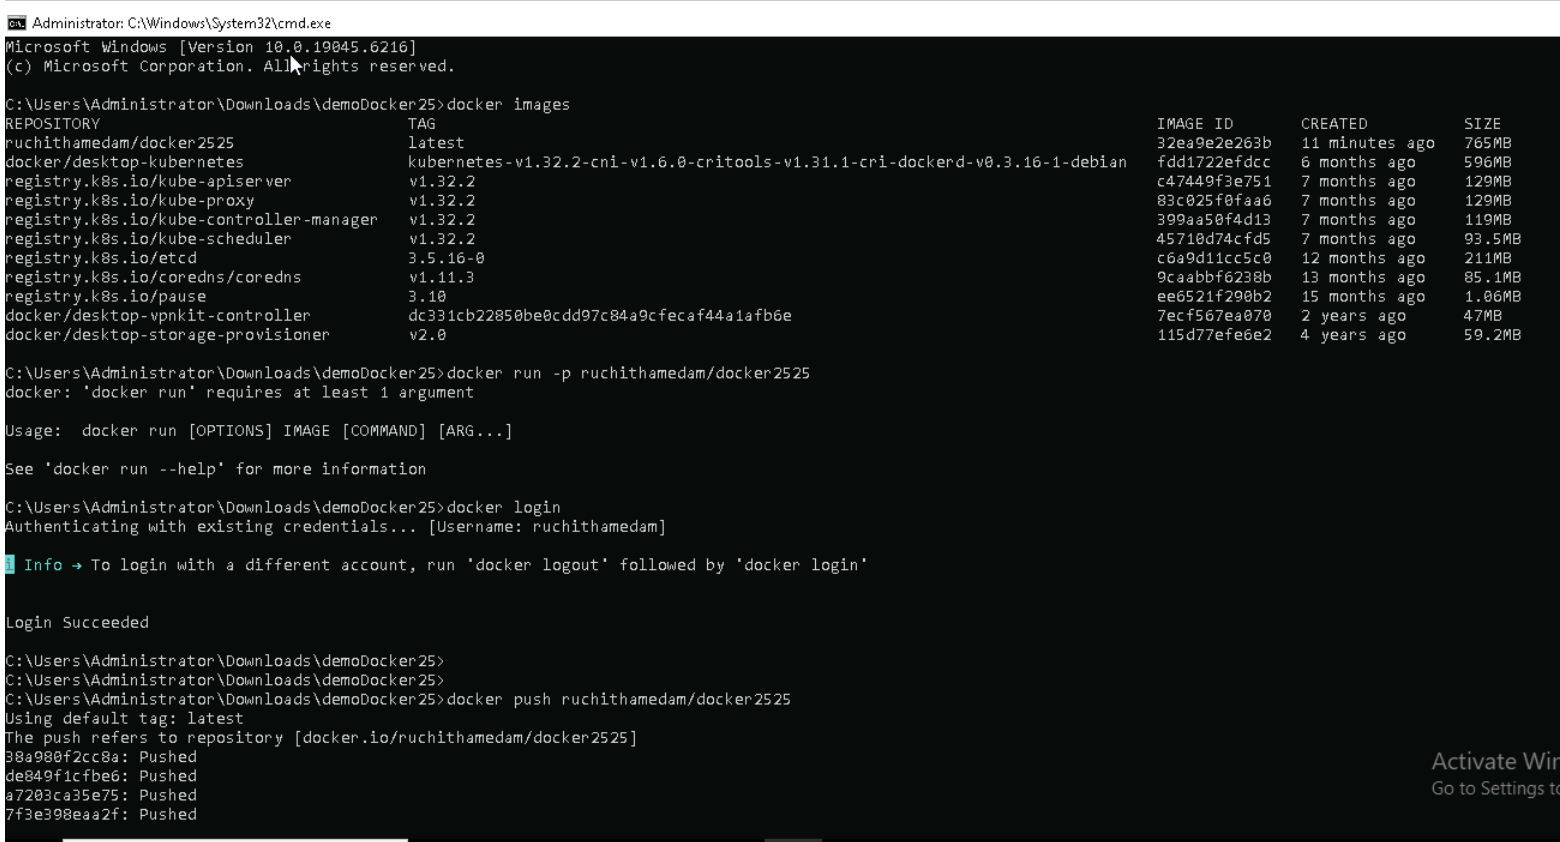 Administrator: C:\Windows\System32\cmd.exe
Microsoft Windows [Version 10.0.19045.6216]
(c) Microsoft Corporation. All rights reserved.
C:\Users\Administrator\Downloads\demoDocker25>docker images
REPOSITORY TAG IMAGE ID CREATED SIZE
ruchithamedam/docker2525 latest 32ea9e2e263b 11 minutes ago 765MB
docker/desktop-kubernetes kubernetes-v1.32.2-cni-v1.6.0-critools-v1.31.1-cri-dockerd-v0.3.16-1-debian fdd1722efdcc 6 months ago 596MB
registry.k8s.io/kube-apiserver v1.32.2 c47449f3e751 7 months ago 129MB
registry.k8s.io/kube-proxy v1.32.2 83c025f0faa6 7 months ago 129MB
registry.k8s.io/kube-controller-manager v1.32.2 399aa50f4d13 7 months ago 119MB
registry.k8s.io/kube-scheduler v1.32.2 45710d74cfd5 7 months ago 93.5MB
registry.k8s.io/etcd 3.5.16-0 c6a9d11cc5c0 12 months ago 211MB
registry.k8s.io/coredns/coredns v1.11.3 9caabbf6238b 13 months ago 85.1MB
registry.k8s.io/pause 3.10 ee6521f290b2 15 months ago 1.06MB
docker/desktop-vpnkit-controller dc331cb22850be0cdd97c84a9cfecaf44a1afb6e 7ecf567ea070 2 years ago 47MB
docker/desktop-storage-provisioner v2.0 115d77efe6e2 4 years ago 59.2MB
C:\Users\Administrator\Downloads\demoDocker25>docker run -p ruchithamedam/docker2525
docker: 'docker run' requires at least 1 argument
Usage:  docker run [OPTIONS] IMAGE [COMMAND] [ARG...]
See 'docker run --help' for more information
C:\Users\Administrator\Downloads\demoDocker25>docker login
Authenticating with existing credentials... [Username: ruchithamedam]
i Info → To login with a different account, run 'docker logout' followed by 'docker login'
Login Succeeded
C:\Users\Administrator\Downloads\demoDocker25>
C:\Users\Administrator\Downloads\demoDocker25>
C:\Users\Administrator\Downloads\demoDocker25>docker push ruchithamedam/docker2525
Using default tag: latest
The push refers to repository [docker.io/ruchithamedam/docker2525]
38a980f2cc8a: Pushed
de849f1cfbe6: Pushed
a7203ca35e75: Pushed
7f3e398eaa2f: Pushed
Activate Win
Go to Settings to